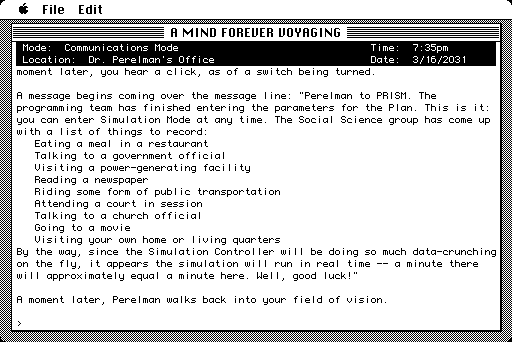 File Edit
A MIND FOREVER VOYAGING
Mode: Communications Mode Time: 7:35pm
Location: Dr. Perelman's Office Date: 3/16/2031
moment later, you hear a click, as of a switch being turned.
A message begins coming over the message line: "Perelman to PRISM. The
programming team has finished entering the parameters for the Plan. This is it:
you can enter Simulation Mode at any time. The Social Science group has come up
with a list of things to record:
Eating a meal in a restaurant
Talking to a government official
Visiting a power-generating facility
Reading a newspaper
Riding some form of public transportation
Attending a court in session
Talking to a church official
Going to a movie
Visiting your own home or living quarters
By the way, since the Simulation Controller will be doing so much data-crunching
on the fly, it appears the simulation will run in real time -- a minute there
will approximately equal a minute here. Well, good luck!"
A moment later, Perelman walks back into your field of vision.
>